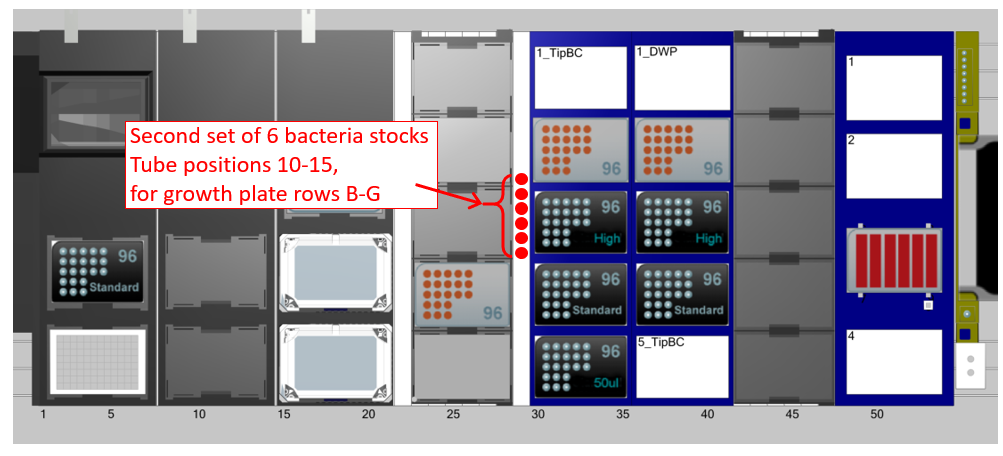 1_TipBC
1_DWP
1
Second set of 6 bacteria stocks
Tube positions 10-15,
for growth plate rows B-G
96
96
2
96
High
96
High
96
Standard
96
96
Standard
96
Standard
96
50ul
5_TipBC
4
1 5 10 15 20 25 30 35 40 45 50